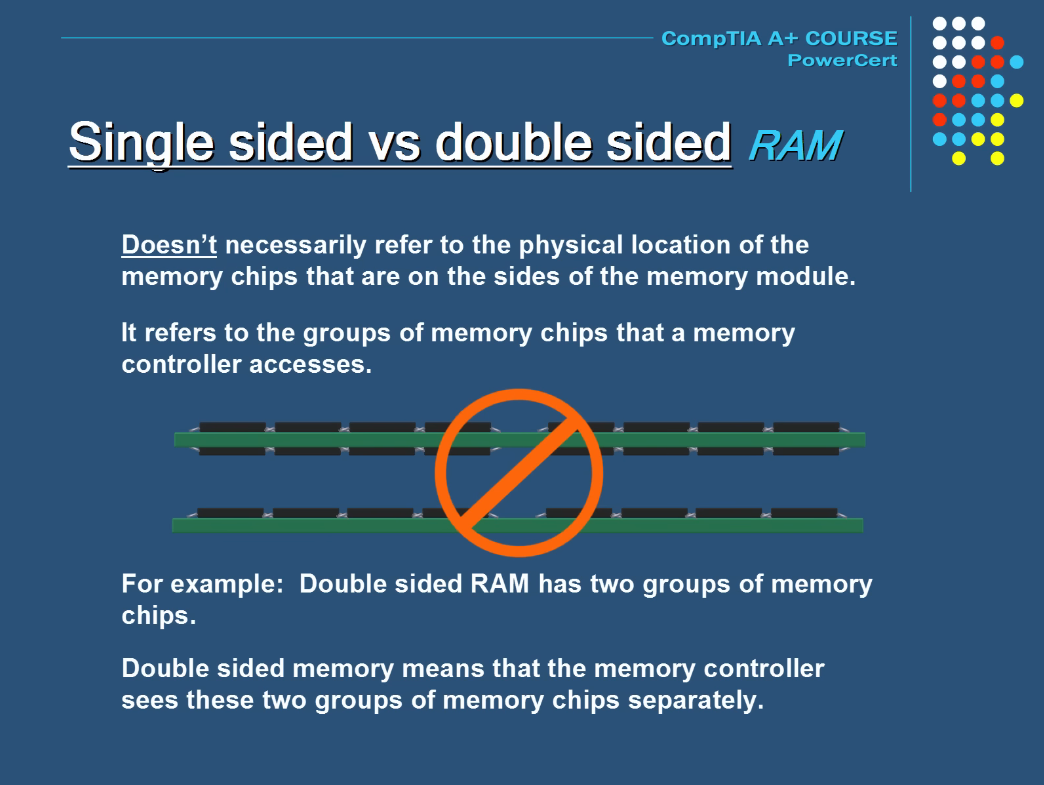 CompTIA A+ COURSE
PowerCert
Single sided vs double sided RAM
Doesn’t necessarily refer to the physical location of the
memory chips that are on the sides of the memory module.
It refers to the groups of memory chips that a memory
controller accesses.
For example:  Double sided RAM has two groups of memory
chips.
Double sided memory means that the memory controller
sees these two groups of memory chips separately.